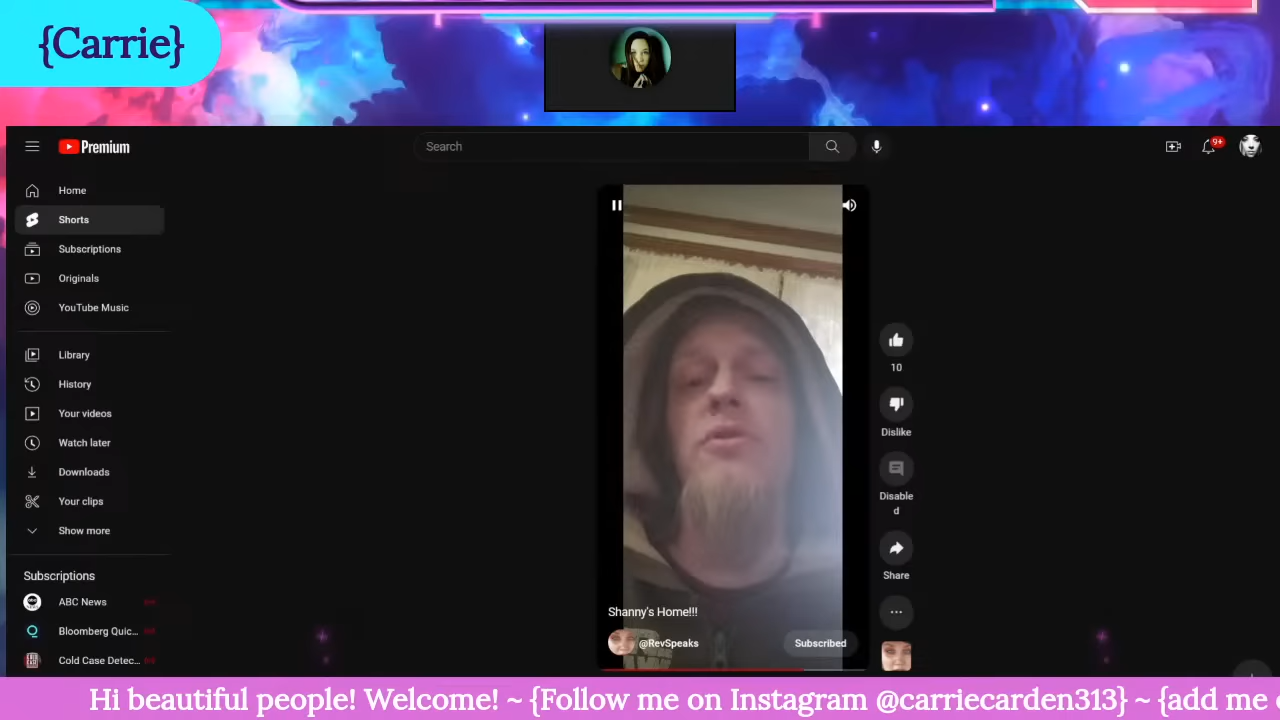 {Carrie}
Premium
Search
9+
Home
Shorts
Subscriptions
Originals
YouTube Music
Library
History
Your videos
Watch later
Downloads
Your clips
Show more
Subscriptions
ABC News
Bloomberg Quic...
Cold Case Detec...
10
Dislike
Disable
d
Share
Shanny's Home!!!
@RevSpeaks
Subscribed
Hi beautiful people! Welcome! ~ {Follow me on Instagram @carriecarden313} ~ {add me